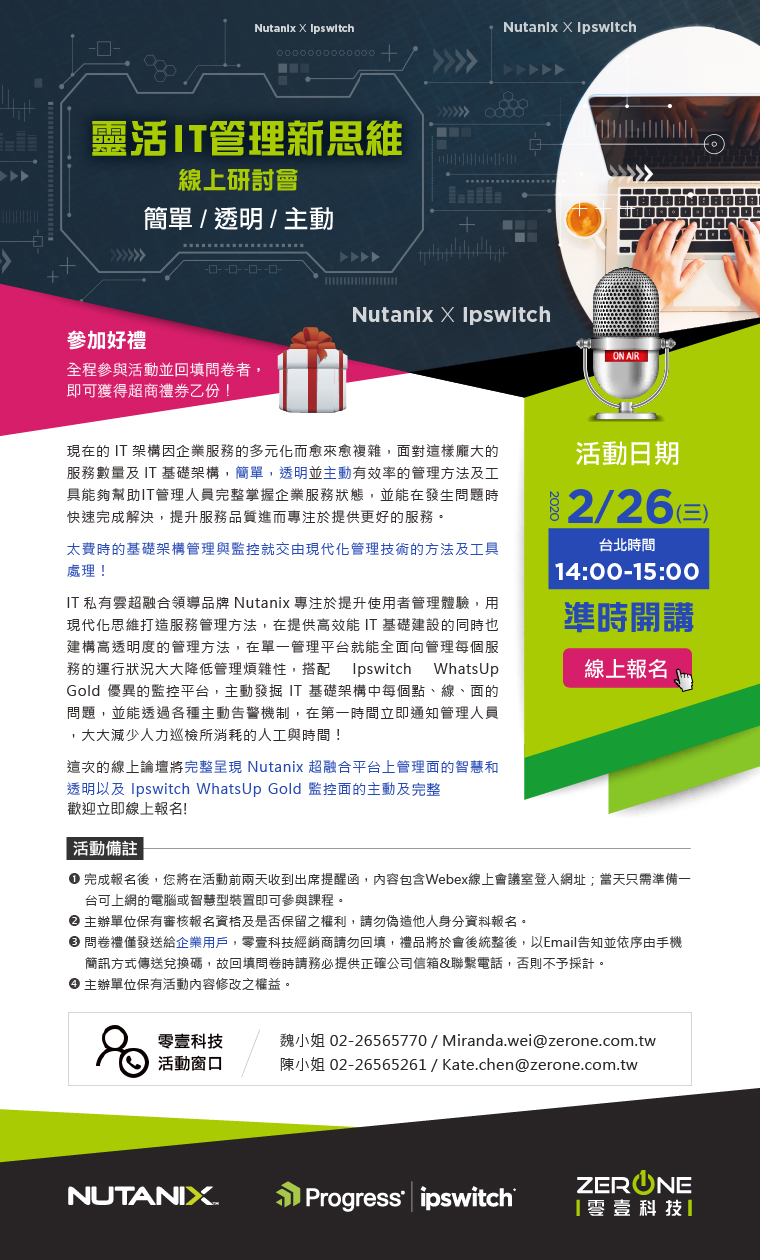 Nutanix X Ipswitch
Nutanix X Ipswitch
靈活IT管理新思維
線上研討會
簡單 / 透明 / 主動
Nutanix X Ipswitch
參加好禮
全程參與活動並回填問卷者，
即可獲得超商禮券乙份！
ON AIR
現在的 IT 架構因企業服務的多元化而愈來愈複雜，面對這樣龐大的
服務數量及 IT 基礎架構，簡單，透明並主動有效率的管理方法及工
具能夠幫助IT管理人員完整掌握企業服務狀態，並能在發生問題時
快速完成解決，提升服務品質進而專注於提供更好的服務。
太費時的基礎架構管理與監控就交由現代化管理技術的方法及工具
處理！
IT 私有雲超融合領導品牌 Nutanix 專注於提升使用者管理體驗，用
現代化思維打造服務管理方法，在提供高效能 IT 基礎建設的同時也
建構高透明度的管理方法，在單一管理平台就能全面向管理每個服
務的運行狀況大大降低管理煩雜性，搭配 Ipswitch WhatsUp
Gold 優異的監控平台，主動發掘 IT 基礎架構中每個點、線、面的
問題，並能透過各種主動告警機制，在第一時間立即通知管理人員
，大大減少人力巡檢所消耗的人工與時間！
這次的線上論壇將完整呈現 Nutanix 超融合平台上管理面的智慧和
透明以及 Ipswitch WhatsUp Gold 監控面的主動及完整
歡迎立即線上報名!
活動日期
2020 2/26(三)
台北時間
14:00-15:00
準時開講
線上報名
活動備註
❶ 完成報名後，您將在活動前兩天收到出席提醒函，內容包含Webex線上會議室登入網址；當天只需準備一
台可上網的電腦或智慧型裝置即可參與課程。
❷ 主辦單位保有審核報名資格及是否保留之權利，請勿偽造他人身分資料報名。
❸ 問卷禮僅發送給企業用戶，零壹科技經銷商請勿回填，禮品將於會後統整後，以Email告知並依序由手機
簡訊方式傳送兌換碼，故回填問卷時請務必提供正確公司信箱&聯繫電話，否則不予採計。
❹ 主辦單位保有活動內容修改之權益。
零壹科技
活動窗口
魏小姐 02-26565770 / Miranda.wei@zerone.com.tw
陳小姐 02-26565261 / Kate.chen@zerone.com.tw
NUTANIX
Progress | ipswitch
ZERONE
零壹科技